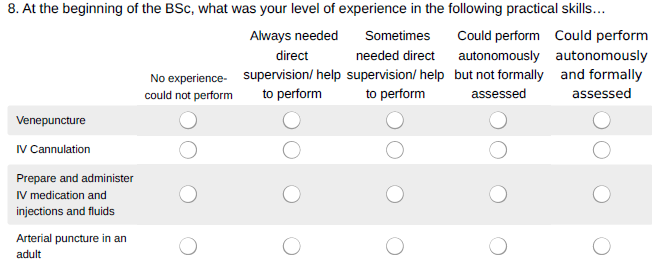 8. At the beginning of the BSc, what was your level of experience in the following practical skills…
No experience- could not perform
Always needed direct supervision/ help to perform
Sometimes needed direct supervision/ help to perform
Could perform autonomously but not formally assessed
Could perform autonomously and formally assessed
Venepuncture
IV Cannulation
Prepare and administer
IV medication and
injections and fluids
Arterial puncture in an
adult